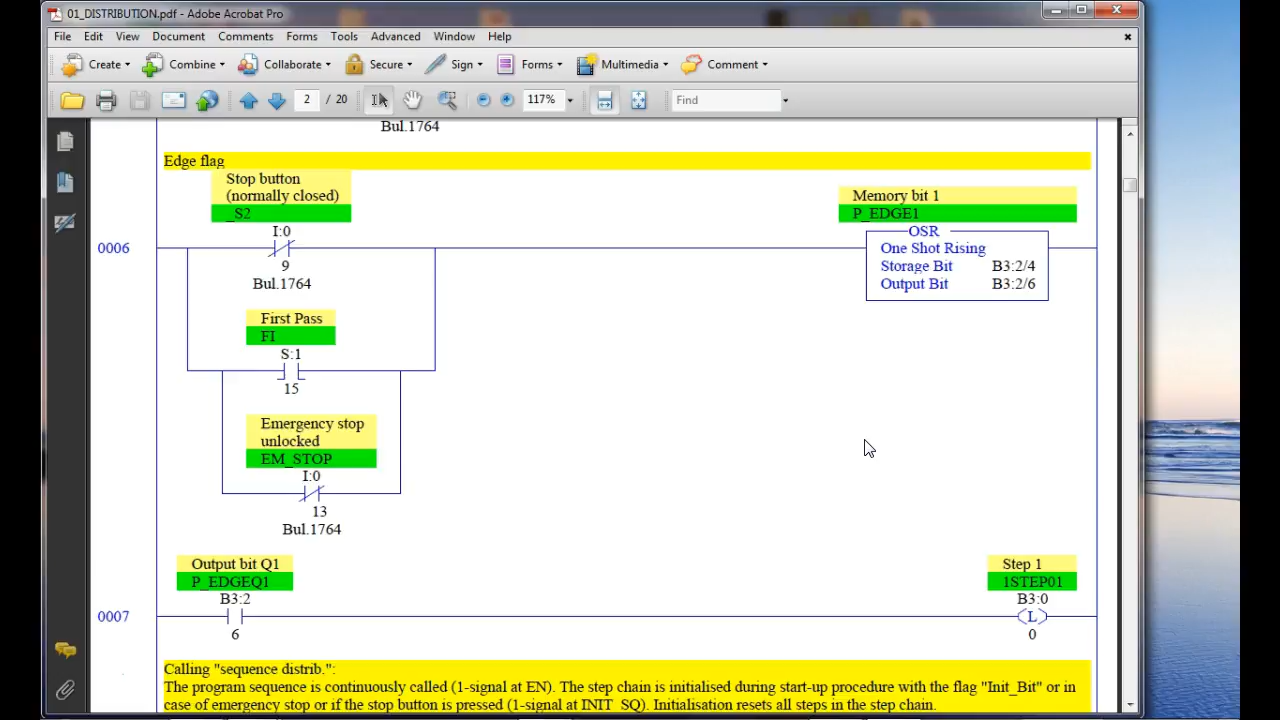 01_DISTRIBUTION.pdf - Adobe Acrobat Pro
File Edit View Document Comments Forms Tools Advanced Window Help
Create Combine Collaborate Secure Sign Forms Multimedia Comment
2 / 20 117% Find
Bul.1764
Edge flag
Stop button
(normally closed)
_S2
I:0
9
Bul.1764
Memory bit 1
P_EDGE1
OSR
One Shot Rising
Storage Bit B3:2/4
Output Bit B3:2/6
0006
First Pass
FI
S:1
15
Emergency stop
unlocked
EM_STOP
I:0
13
Bul.1764
Output bit Q1
P_EDGEQ1
B3:2
6
Step 1
1STEP01
B3:0
L
0
0007
Calling "sequence distrib.":
The program sequence is continuously called (1-signal at EN). The step chain is initialised during start-up procedure with the flag "Init_Bit" or in
case of emergency stop or if the stop button is pressed (1-signal at INIT_SQ). Initialisation resets all steps in the step chain.